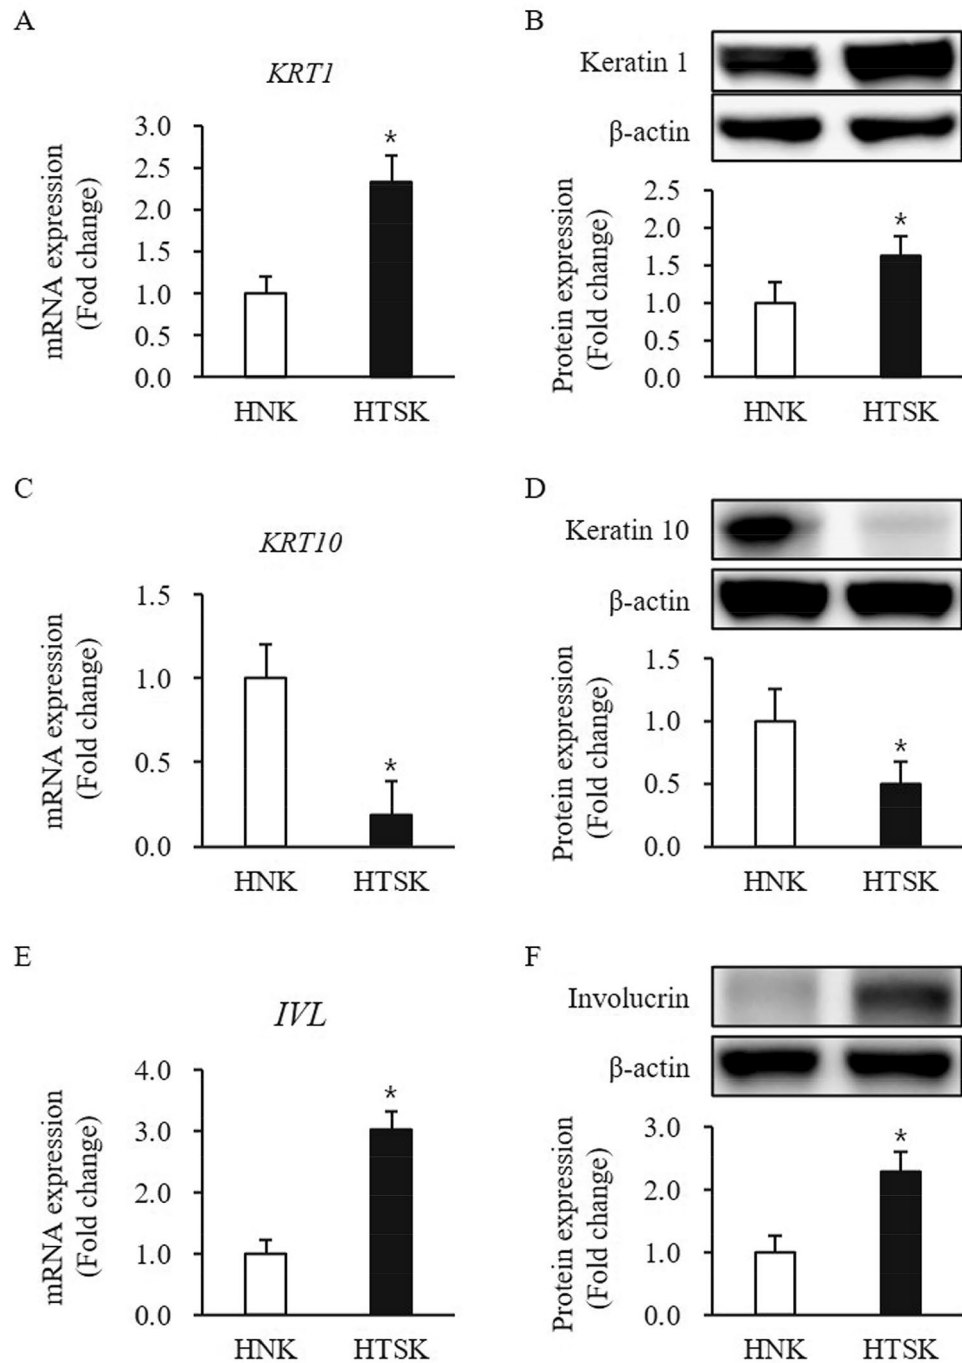 A
KRT1
mRNA expression
(Fod change)
3.0
2.5
2.0
1.5
1.0
0.5
0.0
*
HNK HTSK
B
Keratin 1
β-actin
Protein expression
(Fold change)
2.5
2.0
1.5
1.0
0.5
0.0
*
HNK HTSK
C
KRT10
mRNA expression
(Fold change)
1.5
1.0
0.5
0.0
*
HNK HTSK
D
Keratin 10
β-actin
Protein expression
(Fold change)
1.5
1.0
0.5
0.0
*
HNK HTSK
E
IVL
mRNA expression
(Fold change)
4.0
3.0
2.0
1.0
0.0
*
HNK HTSK
F
Involucrin
β-actin
Protein expression
(Fold change)
3.0
2.0
1.0
0.0
*
HNK HTSK